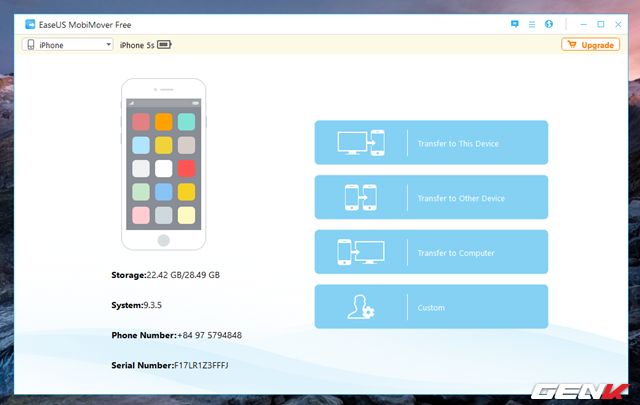 EaseUS MobiMover Free
iPhone
iPhone 5s
Upgrade
Transfer to This Device
Transfer to Other Device
Transfer to Computer
Custom
Storage:22.42 GB/28.49 GB
System:9.3.5
Phone Number:+84 97 5794848
Serial Number:F17LR1Z3FFFJ
GENK